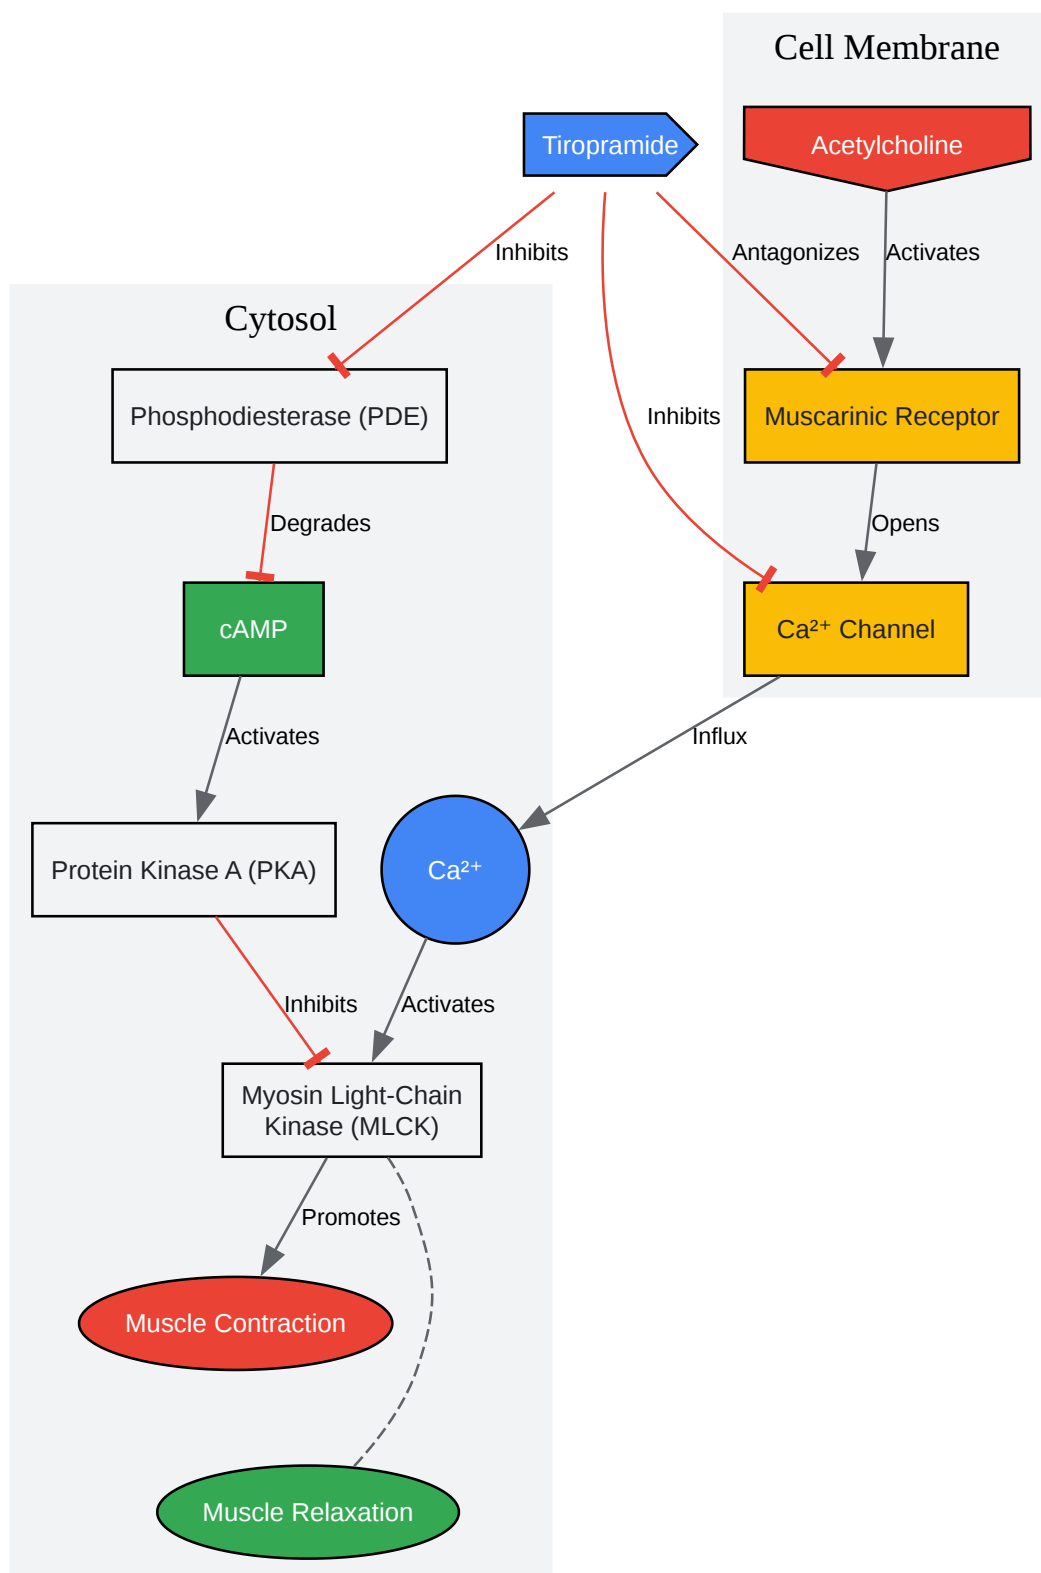 Cell Membrane
Tiropramide
Acetylcholine
Inhibits
Antagonizes
Activates
Cytosol
Phosphodiesterase (PDE)
Inhibits
Muscarinic Receptor
Degrades
Opens
cAMP
Ca²⁺ Channel
Activates
Influx
Protein Kinase A (PKA)
Ca²⁺
Inhibits
Activates
Myosin Light-Chain
Kinase (MLCK)
Promotes
Muscle Contraction
Muscle Relaxation